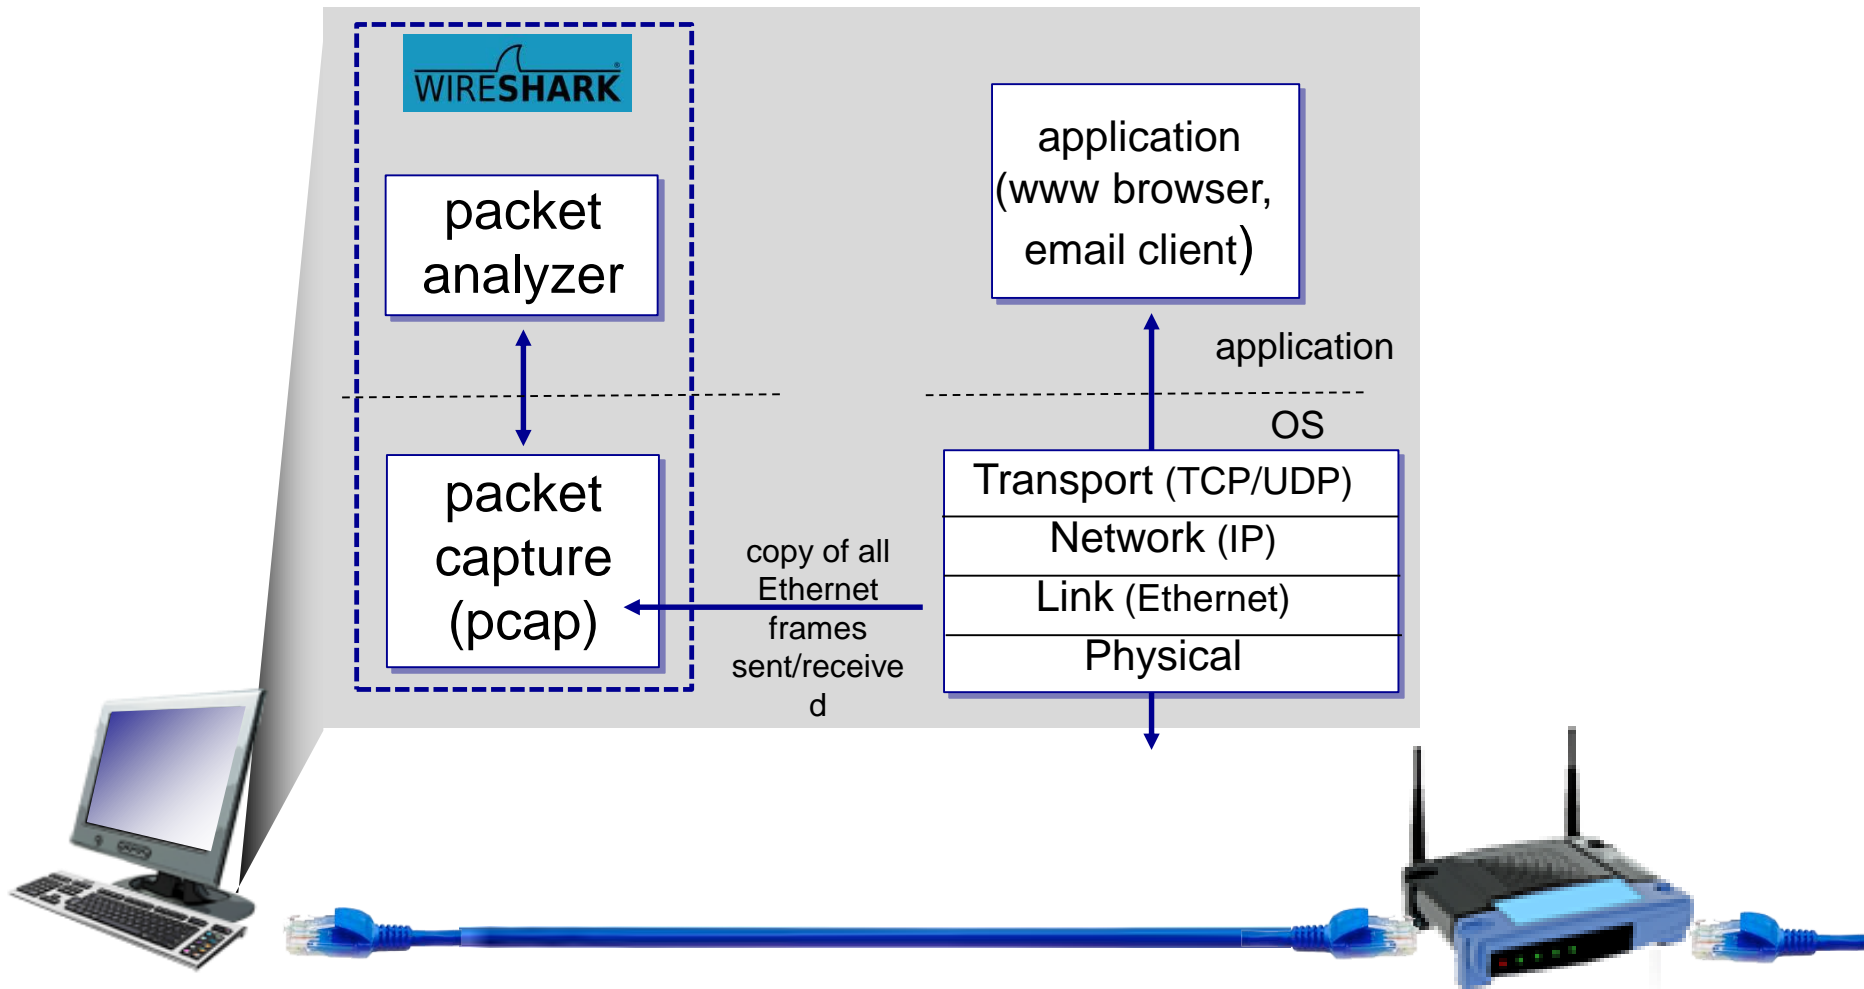 WIRESHARK
packet
analyzer
packet
capture
(pcap)
copy of all
Ethernet
frames
sent/receive
d
application
(www browser,
email client)
application
OS
Transport (TCP/UDP)
Network (IP)
Link (Ethernet)
Physical